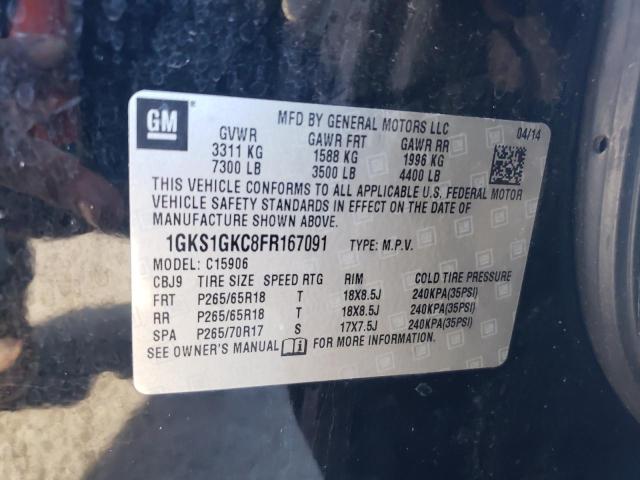 GM
MFD BY GENERAL MOTORS LLC 04/14
GVWR GAWR FRT GAWR RR
3311 KG 1588 KG 1996 KG
7300 LB 3500 LB 4400 LB
THIS VEHICLE CONFORMS TO ALL APPLICABLE U.S. FEDERAL MOTOR
VEHICLE SAFETY STANDARDS IN EFFECT ON THE DATE OF
MANUFACTURE SHOWN ABOVE.
1GKS1GKC8FR167091 TYPE: M.P.V.
MODEL: C15906
CBJ9 TIRE SIZE SPEED RTG RIM COLD TIRE PRESSURE
FRT P265/65R18 T 18X8.5J 240KPA(35PSI)
RR P265/65R18 T 18X8.5J 240KPA(35PSI)
SPA P265/70R17 S 17X7.5J 240KPA(35PSI)
SEE OWNER'S MANUAL i FOR MORE INFORMATION.